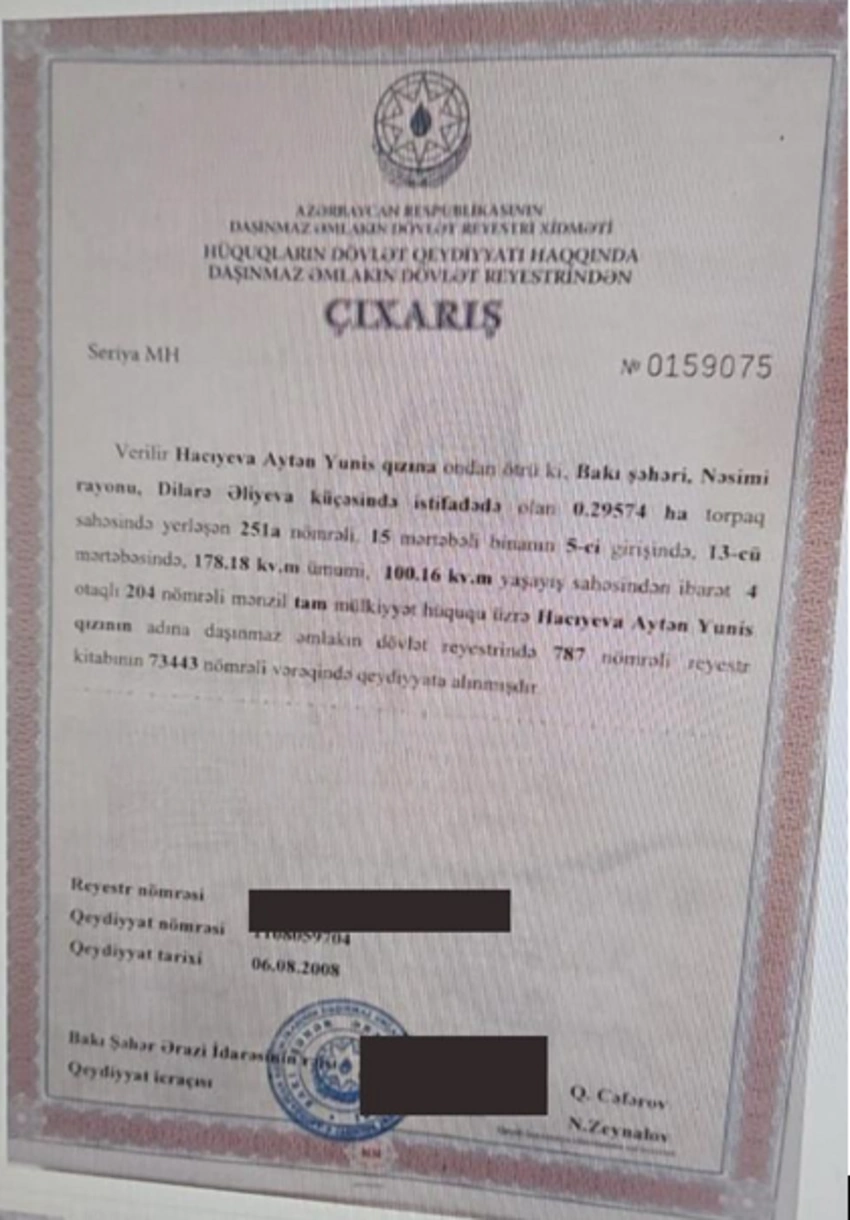 AZƏRBAYCAN RESPUBLİKASININ
DAŞINMAZ ƏMLAKIN DÖVLƏT REYESTRİ XİDMƏTİ
HÜQUQLARIN DÖVLƏT QEYDİYYATI HAQQINDA
DAŞINMAZ ƏMLAKIN DÖVLƏT REYESTRİNDƏN
ÇIXARIŞ
Seriya MH
№ 0159075
Verilir Hacıyeva Aytən Yunis qızına ondan ötrü ki, Bakı şəhəri, Nəsimi
rayonu, Dilarə Əliyeva küçəsində istifadədə olan 0.29574 ha torpaq
sahəsində yerləşən 251a nömrəli, 15 mərtəbəli binanın 5-ci girişində, 13-cü
mərtəbəsində, 178.18 kv.m ümumi, 100.16 kv.m yaşayış sahəsindən ibarət 4
otaqlı 204 nömrəli mənzil tam mülkiyyət hüququ üzrə Hacıyeva Aytən Yunis
qızının adına daşınmaz əmlakın dövlət reyestrində 787 nömrəli reyestr
kitabının 73443 nömrəli vərəqində qeydiyyata alınmışdır
Reyestr nömrəsi
Qeydiyyat nömrəsi
Qeydiyyat tarixi 06.08.2008
Bakı Şəhər Ərazi İdarəsinin rəisi
Qeydiyyat icraçısı
Q. Cəfərov
N.Zeynalov
MH